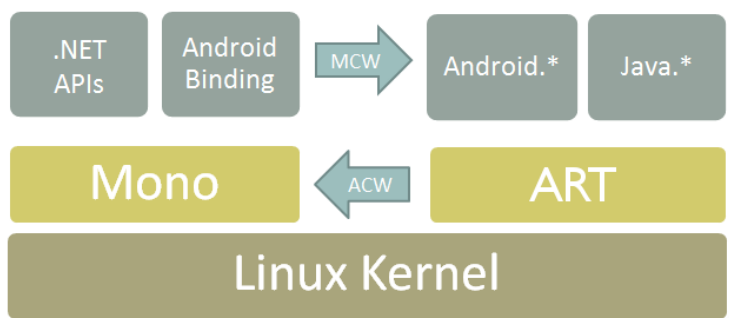 .NET
APIs
Android
Binding
MCW
Android.*
Java.*
Mono
ACW
ART
Linux Kernel